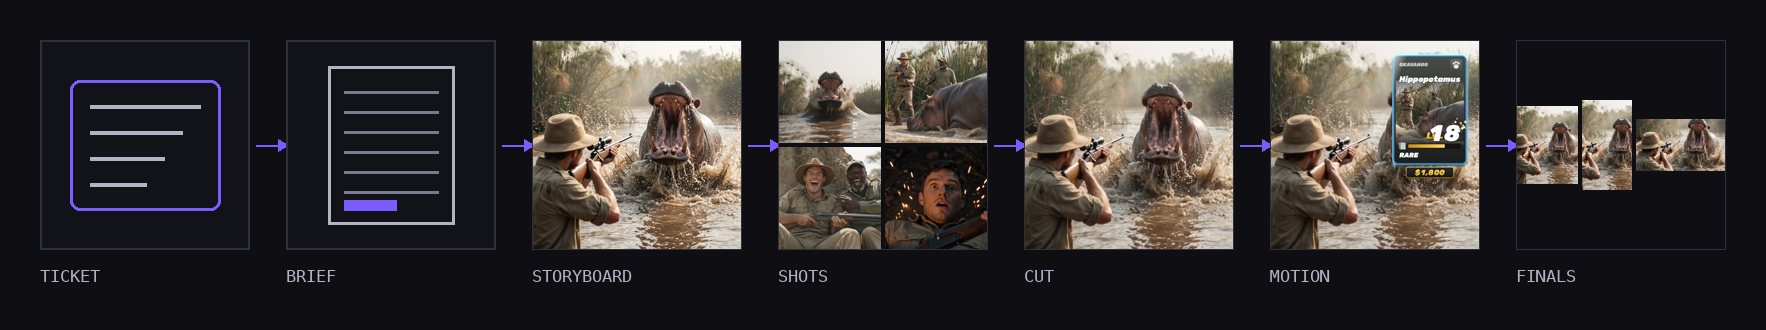 OKAVANGO
Hippopotamus
18
RARE
$1,800
TICKET
BRIEF
STORYBOARD
SHOTS
CUT
MOTION
FINALS